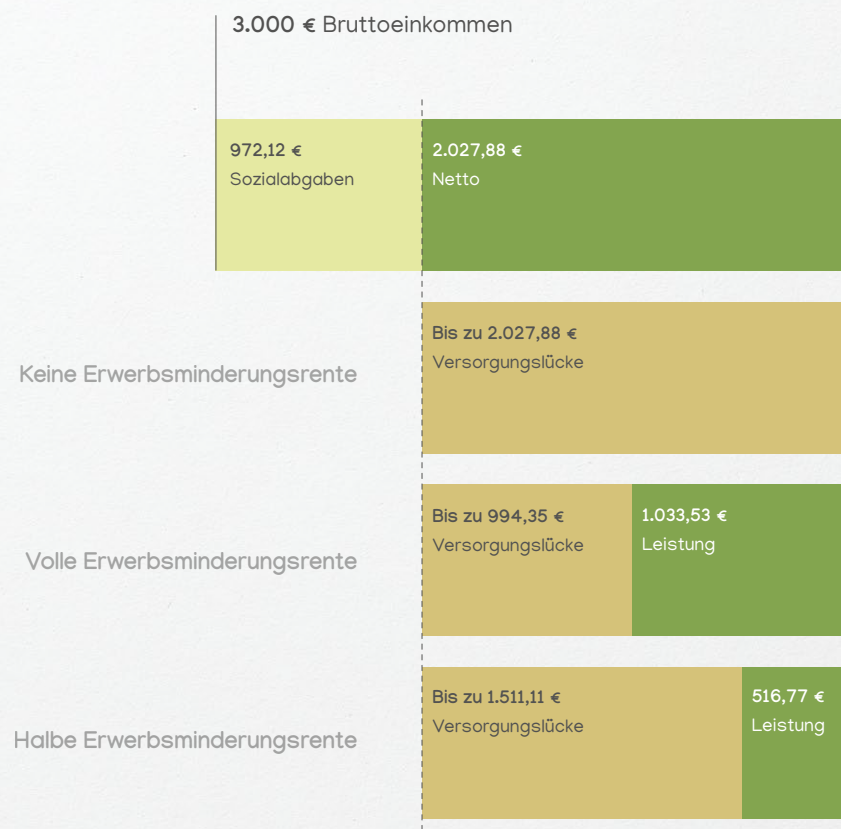 3.000 € Bruttoeinkommen
972,12 €
Sozialabgaben
2.027,88 €
Netto
Bis zu 2.027,88 €
Versorgungslücke
Keine Erwerbsminderungsrente
Bis zu 994,35 €
Versorgungslücke
1.033,53 €
Leistung
Volle Erwerbsminderungsrente
Bis zu 1.511,11 €
Versorgungslücke
516,77 €
Leistung
Halbe Erwerbsminderungsrente